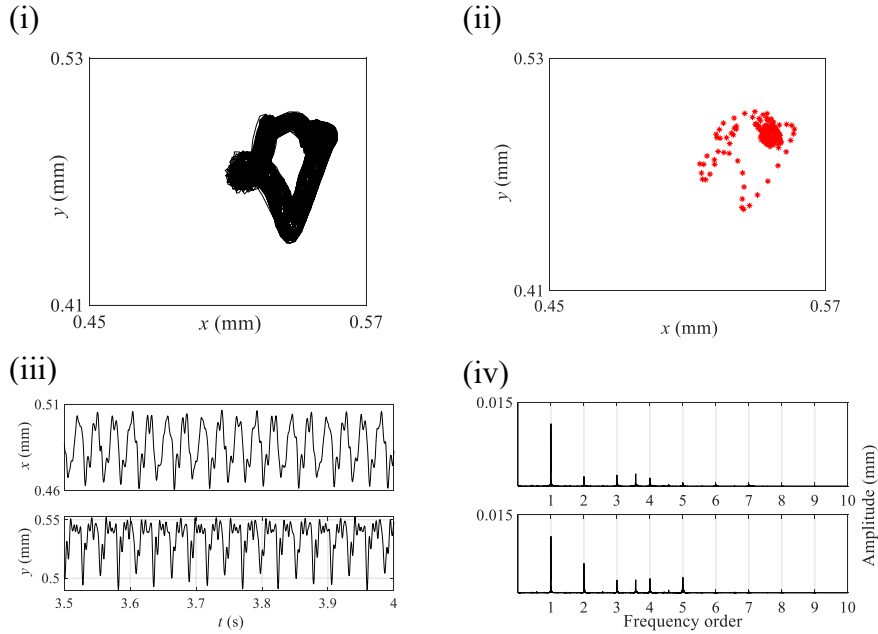 (i)
0.53
y (mm)
0.41
0.45
x (mm)
0.57
(ii)
0.53
y (mm)
0.41
0.45
x (mm)
0.57
(iii)
0.51
x (mm)
0.46
0.55
y (mm)
0.5
3.5 3.6 3.7 3.8 3.9 4
t (s)
(iv)
0.015
1 2 3 4 5 6 7 8 9 10
0.015
1 2 3 4 5 6 7 8 9 10
Frequency order
Amplitude (mm)